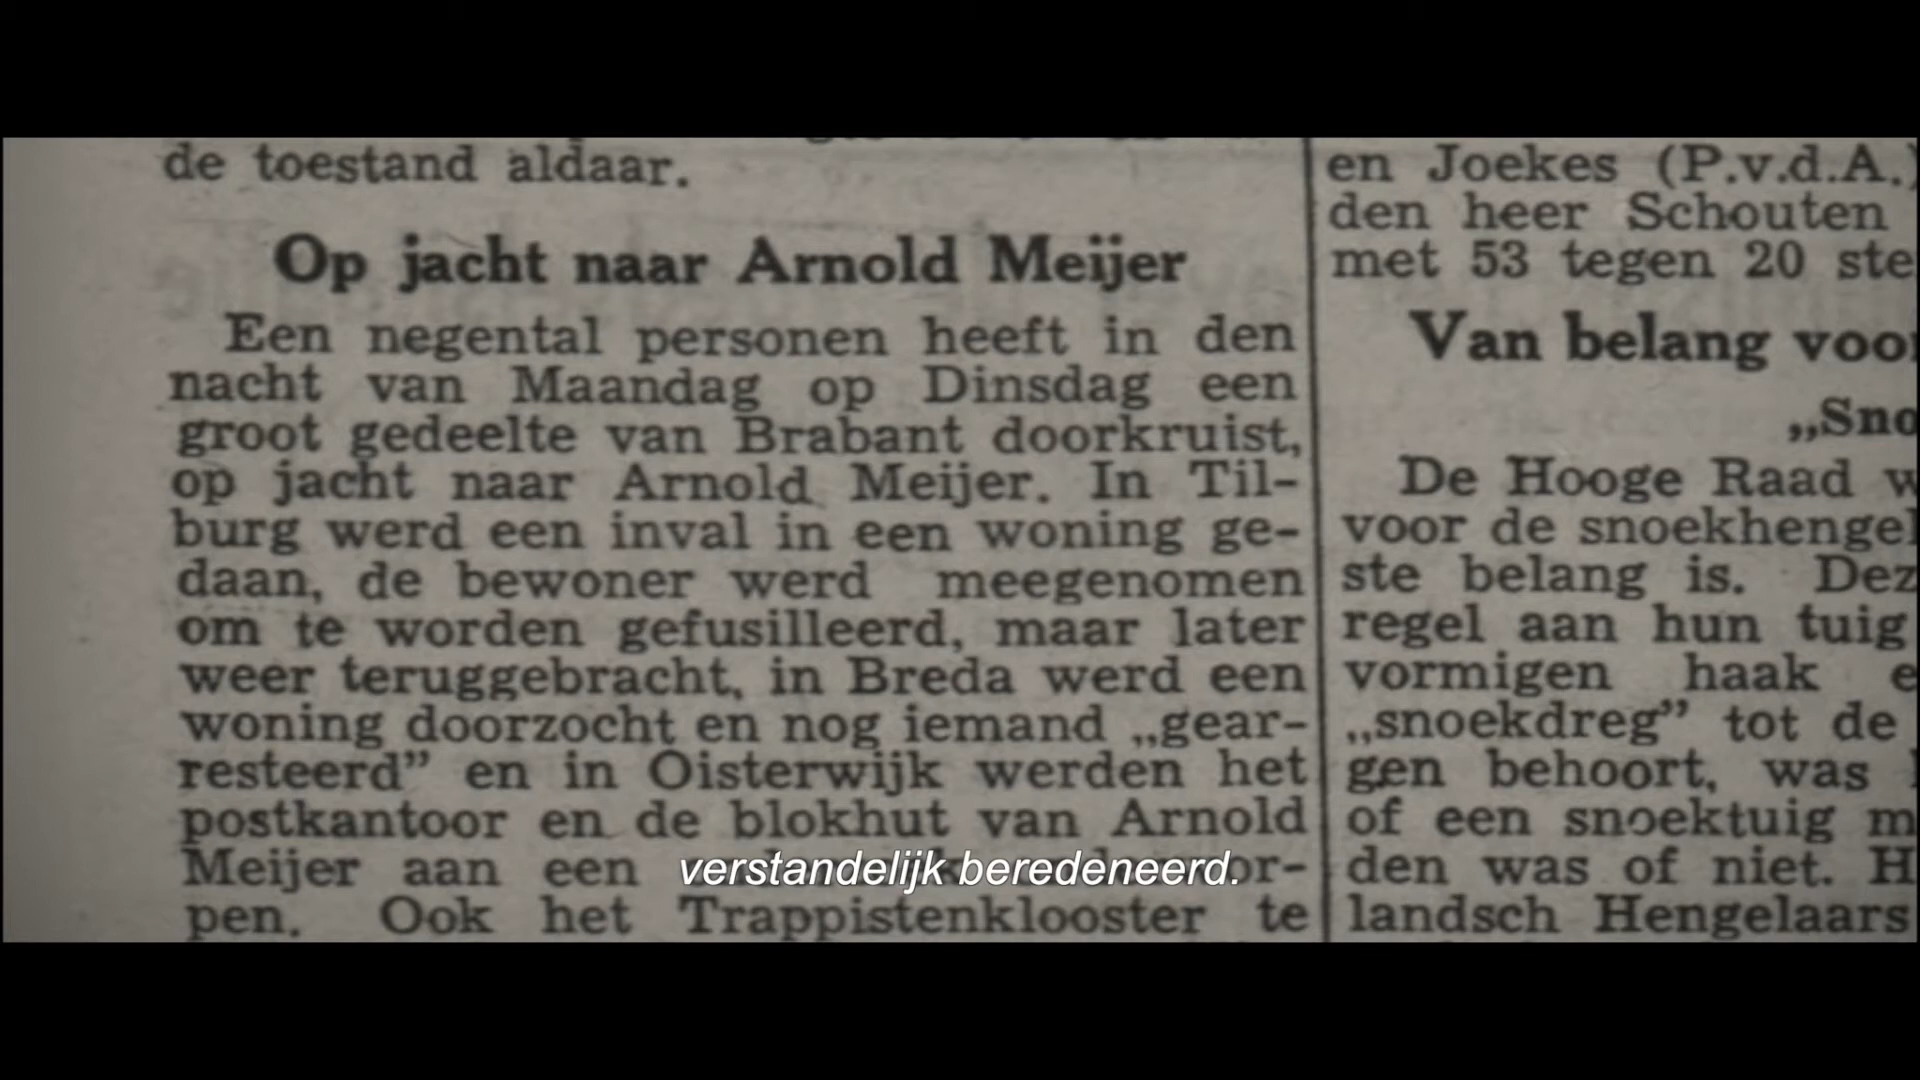 de toestand aldaar.
Op jacht naar Arnold Meijer
Een negental personen heeft in den
nacht van Maandag op Dinsdag een
groot gedeelte van Brabant doorkruist,
op jacht naar Arnold Meijer. In Til-
burg werd een inval in een woning ge-
daan, de bewoner werd meegenomen
om te worden gefusilleerd, maar later
weer teruggebracht, in Breda werd een
woning doorzocht en nog iemand „gear-
resteerd” en in Oisterwijk werden het
postkantoor en de blokhut van Arnold
Meijer aan een
pen. Ook het Trappistenklooster te
en Joekes (P.v.d.A.)
den heer Schouten
met 53 tegen 20 ste
Van belang voor
„Sno
De Hooge Raad w
voor de snoekhengel
ste belang is. Dez
regel aan hun tuig
vormigen haak e
„snoekdreg” tot de
gen behoort, was
of een snoektuig m
den was of niet. H
landsch Hengelaars
verstandelijk beredeneerd.